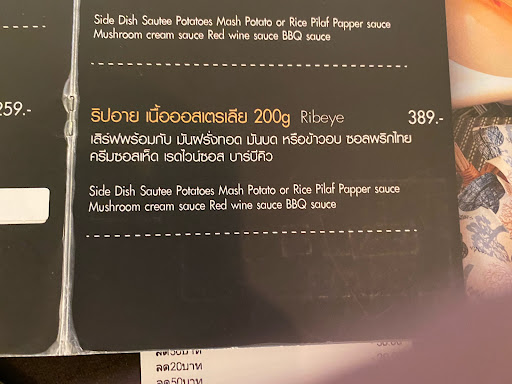 Side Dish Sautee Potatoes Mash Potato or Rice Pilaf Papper sauce
Mushroom cream sauce Red wine sauce BBQ sauce
259.-
ริปอาย เนื้อออสเตรเลีย 200g Ribeye 389.-
เสิร์ฟพร้อมกับ มันฝรั่งทอด มันบด หรือข้าวอบ ซอสพริกไทย
ครีมซอสเห็ด เรดไวน์ซอส บาร์บีคิว
Side Dish Sautee Potatoes Mash Potato or Rice Pilaf Papper sauce
Mushroom cream sauce Red wine sauce BBQ sauce
ลด20บาท
ลด50บาท